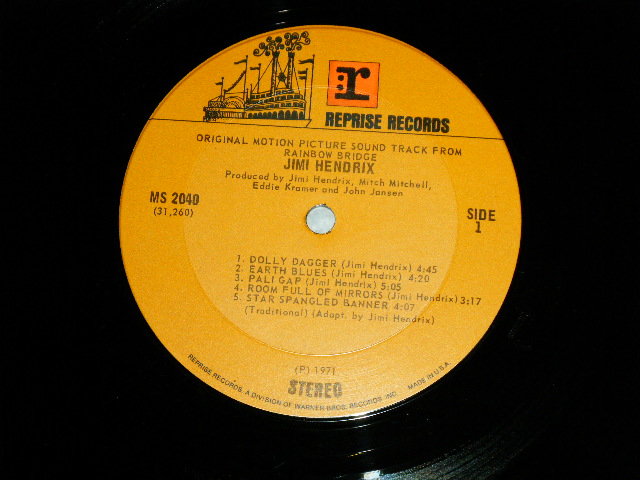 r
REPRISE RECORDS
ORIGINAL MOTION PICTURE SOUND TRACK FROM
RAINBOW BRIDGE
JIMI HENDRIX
Produced by Jimi Hendrix, Mitch Mitchell,
Eddie Kramer and John Jansen
MS 2040
(31,260)
SIDE
1
1. DOLLY DAGGER (Jimi Hendrix) 4:45
2. EARTH BLUES (Jimi Hendrix) 4:20
3. PALI GAP (Jimi Hendrix) 5:05
4. ROOM FULL OF MIRRORS (Jimi Hendrix) 3:17
5. STAR SPANGLED BANNER 4:07
(Traditional) (Adapt. by Jimi Hendrix)
(P) 1971
STEREO
REPRISE RECORDS, A DIVISION OF WARNER BROS. RECORDS, INC. MADE IN U.S.A.